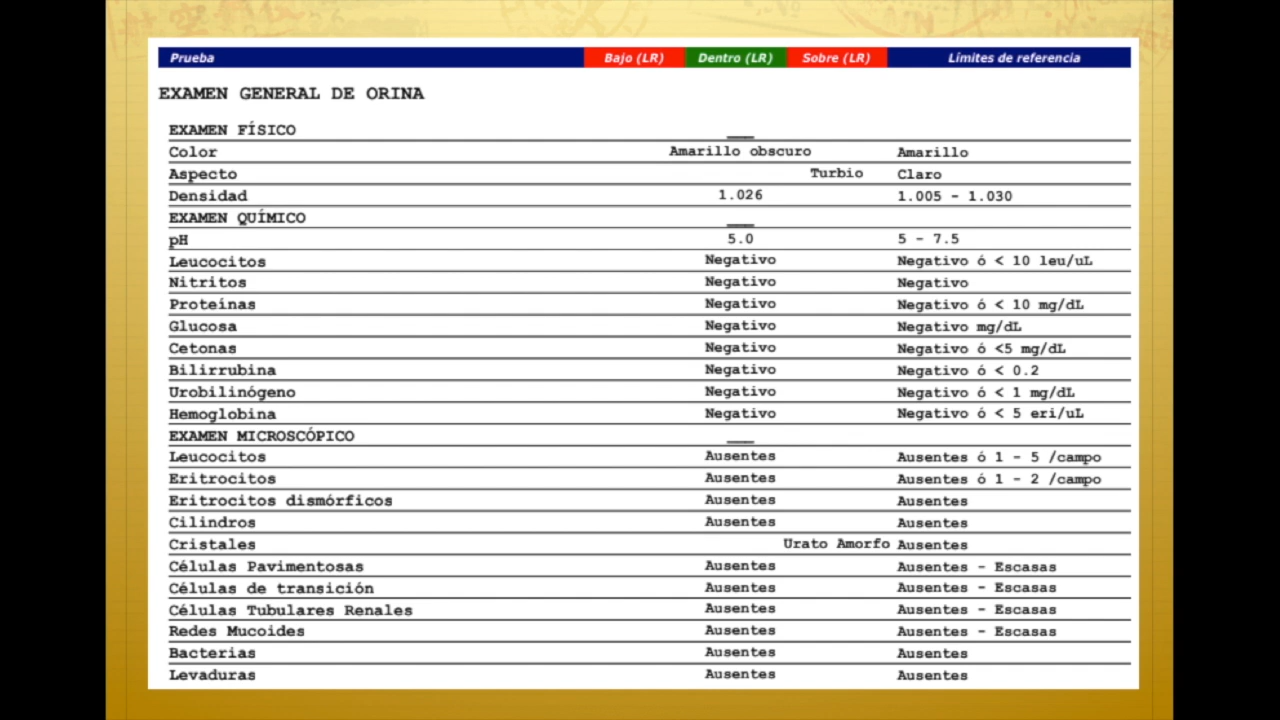 Prueba Bajo (LR) Dentro (LR) Sobre (LR) Límites de referencia
EXAMEN GENERAL DE ORINA
EXAMEN FÍSICO ___
Color Amarillo obscuro Amarillo
Aspecto Turbio Claro
Densidad 1.026 1.005 - 1.030
EXAMEN QUÍMICO ___
pH 5.0 5 - 7.5
Leucocitos Negativo Negativo ó < 10 leu/uL
Nitritos Negativo Negativo
Proteínas Negativo Negativo ó < 10 mg/dL
Glucosa Negativo Negativo mg/dL
Cetonas Negativo Negativo ó <5 mg/dL
Bilirrubina Negativo Negativo ó < 0.2
Urobilinógeno Negativo Negativo ó < 1 mg/dL
Hemoglobina Negativo Negativo ó < 5 eri/uL
EXAMEN MICROSCÓPICO ___
Leucocitos Ausentes Ausentes ó 1 - 5 /campo
Eritrocitos Ausentes Ausentes ó 1 - 2 /campo
Eritrocitos dismórficos Ausentes Ausentes
Cilindros Ausentes Ausentes
Cristales Urato Amorfo Ausentes
Células Pavimentosas Ausentes Ausentes - Escasas
Células de transición Ausentes Ausentes - Escasas
Células Tubulares Renales Ausentes Ausentes - Escasas
Redes Mucoides Ausentes Ausentes - Escasas
Bacterias Ausentes Ausentes
Levaduras Ausentes Ausentes